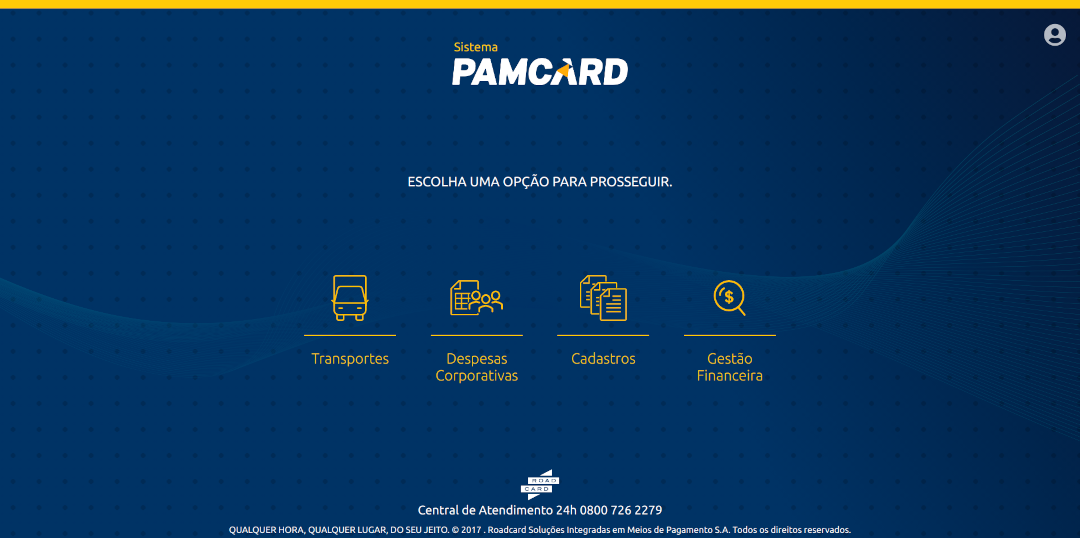 Sistema
PAMCARD
ESCOLHA UMA OPÇÃO PARA PROSSEGUIR.
Transportes
Despesas
Corporativas
Cadastros
Gestão
Financeira
ROAD
CARD
Central de Atendimento 24h 0800 726 2279
QUALQUER HORA, QUALQUER LUGAR, DO SEU JEITO. © 2017 . Roadcard Soluções Integradas em Meios de Pagamento S.A. Todos os direitos reservados.